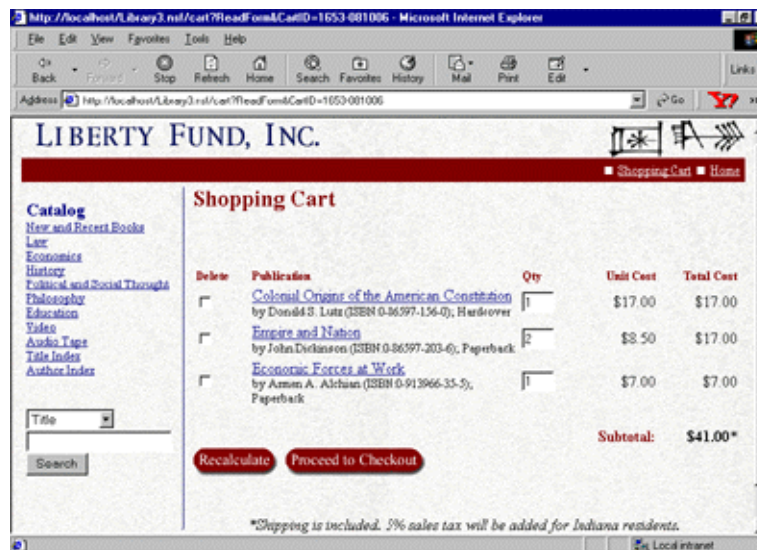 http://localhost/Library3.nsf/cart?ReadForm&CartID=1653-081006 - Microsoft Internet Explorer
File Edit View Favorites Tools Help
Back Forward Stop Refresh Home Search Favorites History Mail Print Edit Links
Address http://localhost/Library3.nsf/cart?ReadForm&CartID=1653-081006 Go
LIBERTY FUND, INC.
Shopping Cart Home
Shopping Cart
Catalog
New and Recent Books
Law
Economics
History
Political and Social Thought
Philosophy
Education
Video
Audio Tape
Title Index
Author Index
Title
Search
Delete Publication Qty Unit Cost Total Cost
Colonial Origins of the American Constitution 1 $17.00 $17.00
by Donald S. Lutz (ISBN 0-86597-156-0); Hardcover
Empire and Nation 2 $8.50 $17.00
by John Dickinson (ISBN 0-86597-203-6); Paperback
Economic Forces at Work 1 $7.00 $7.00
by Armen A. Alchian (ISBN 0-913966-35-5);
Paperback
Subtotal: $41.00*
Recalculate Proceed to Checkout
*Shipping is included. 5% sales tax will be added for Indiana residents.
Local intranet